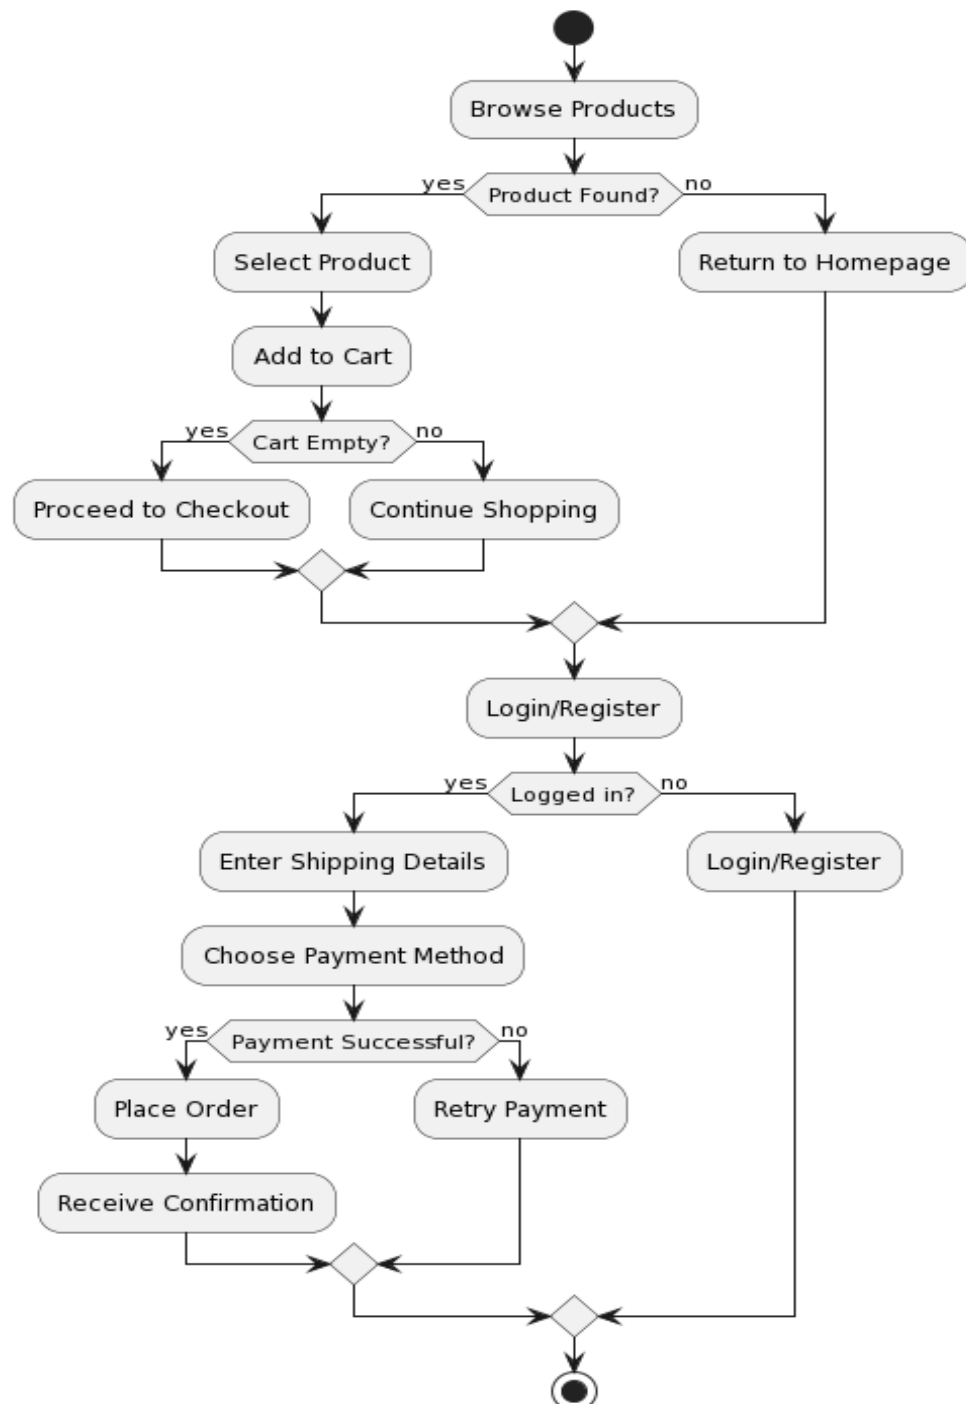 Browse Products
yes
Product Found?
no
Select Product
Return to Homepage
Add to Cart
yes
Cart Empty?
no
Proceed to Checkout
Continue Shopping
Login/Register
yes
Logged in?
no
Enter Shipping Details
Login/Register
Choose Payment Method
yes
Payment Successful?
no
Place Order
Retry Payment
Receive Confirmation